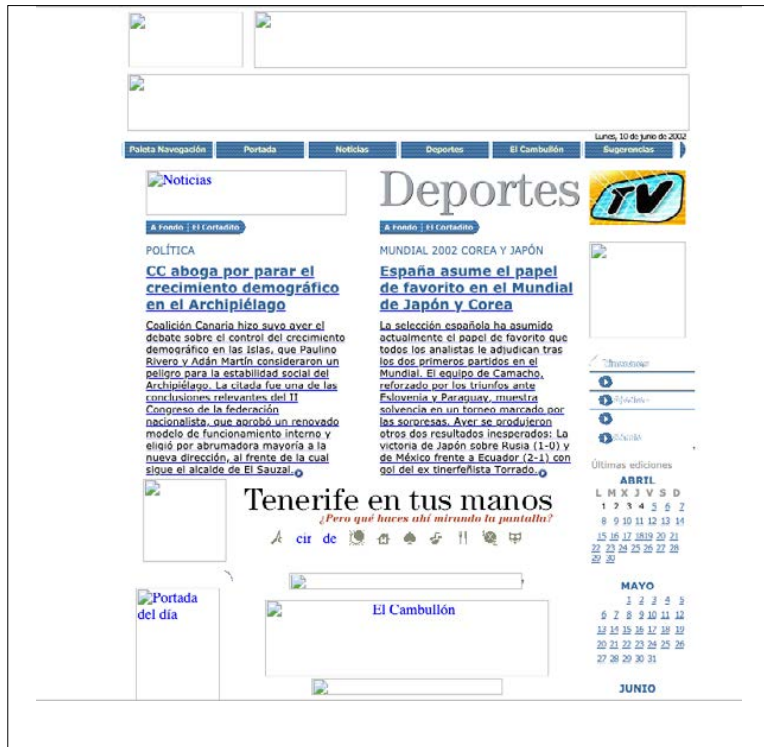 Lunes, 10 de junio de 2002
Paleta Navegación Portada Noticias Deportes El Cambullón Sugerencias
Noticias
A Fondo El Cortadito
POLÍTICA
CC aboga por parar el
crecimiento demográfico
en el Archipiélago
Coalición Canaria hizo suyo ayer el
debate sobre el control del crecimiento
demográfico en las Islas, que Paulino
Rivero y Adán Martín consideraron un
peligro para la estabilidad social del
Archipiélago. La citada fue una de las
conclusiones relevantes del II
Congreso de la federación
nacionalista, que aprobó un renovado
modelo de funcionamiento interno y
eligió por abrumadora mayoría a la
nueva dirección, al frente de la cual
sigue el alcalde de El Sauzal.
Deportes
A Fondo El Cortadito
MUNDIAL 2002 COREA Y JAPÓN
España asume el papel
de favorito en el Mundial
de Japón y Corea
La selección española ha asumido
actualmente el papel de favorito que
todos los analistas le adjudican tras
los dos primeros partidos en el
Mundial. El equipo de Camacho,
reforzado por los triunfos ante
Eslovenia y Paraguay, muestra
solvencia en un torneo marcado por
las sorpresas. Ayer se produjeron
otros dos resultados inesperados: La
victoria de Japón sobre Rusia (1-0) y
de México frente a Ecuador (2-1) con
gol del ex tinerfeñista Torrado.
TV
Últimas ediciones
ABRIL
L M X J V S D
1 2 3 4 5 6 7
8 9 10 11 12 13 14
15 16 17 18 19 20 21
22 23 24 25 26 27 28
29 30
MAYO
1 2 3 4 5
6 7 8 9 10 11 12
13 14 15 16 17 18 19
20 21 22 23 24 25 26
27 28 29 30 31
JUNIO
Tenerife en tus manos
¿Pero qué haces ahí mirando la pantalla?
cir de
Portada
del día
El Cambullón